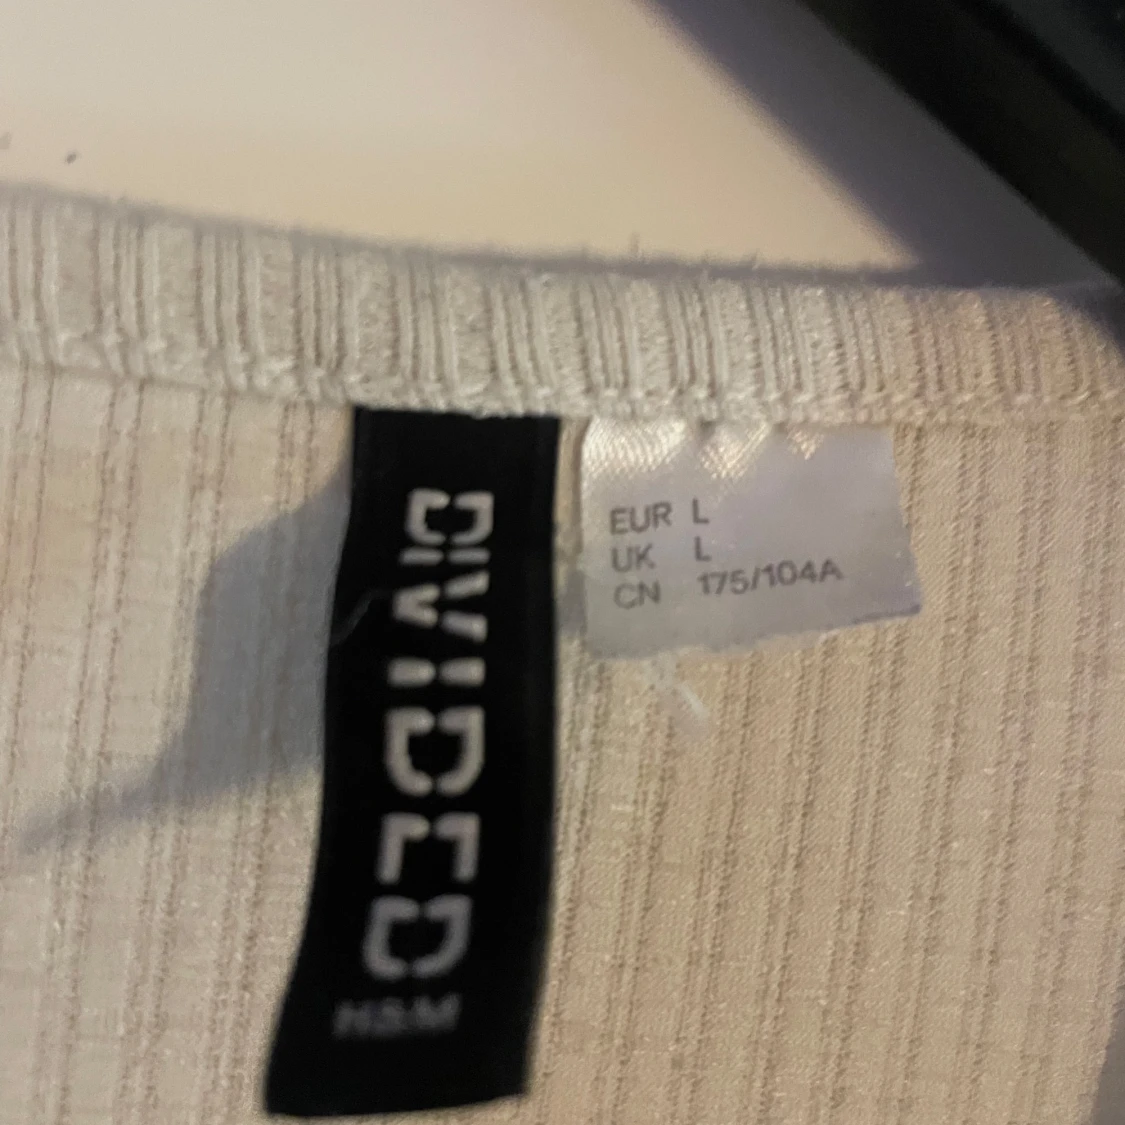 DIVIDED
H&M
EUR L
UK L
CN 175/104A